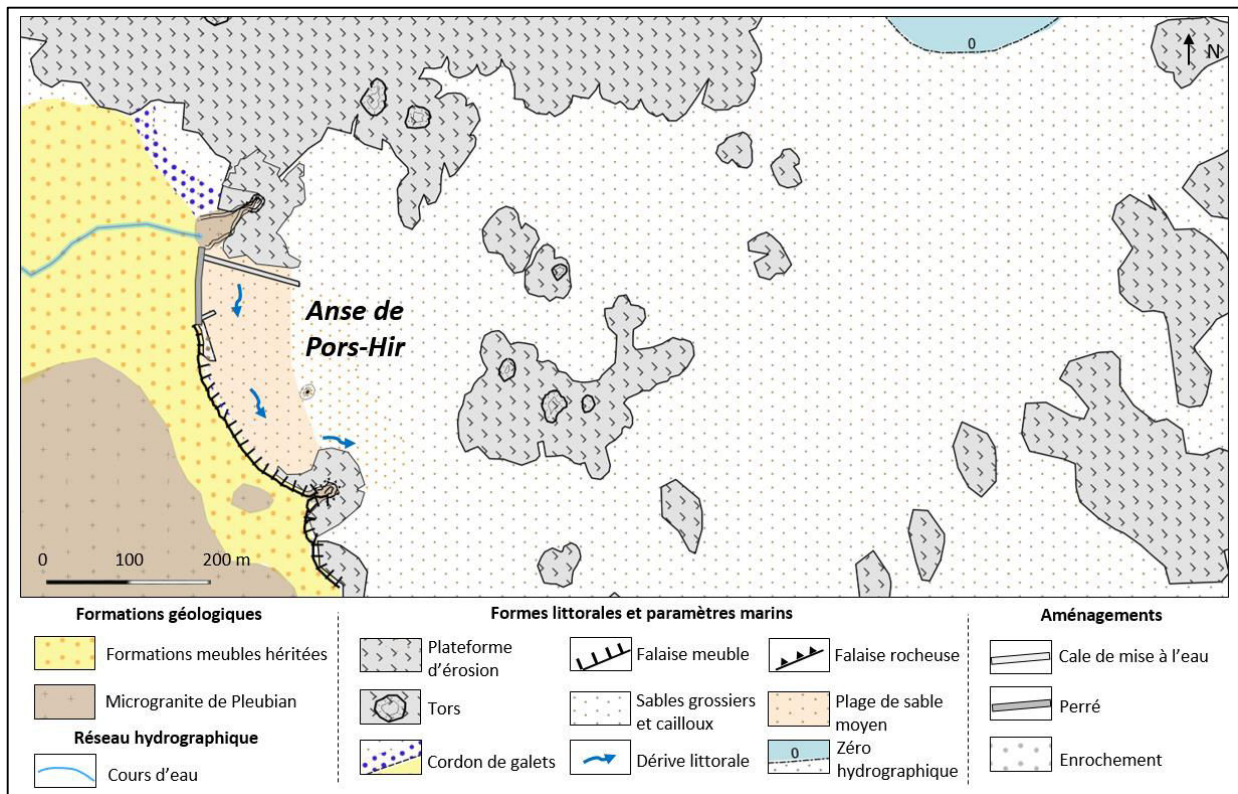 0
N
Anse de
Pors-Hir
0 100 200 m
Formations géologiques
Formations meubles héritées
Microgranite de Pleubian
Réseau hydrographique
Cours d'eau
Formes littorales et paramètres marins
Plateforme
d'érosion
Falaise meuble
Falaise rocheuse
Tors
Sables grossiers
et cailloux
Plage de sable
moyen
Cordon de galets
Dérive littorale
0
Zéro
hydrographique
Aménagements
Cale de mise à l'eau
Perré
Enrochement